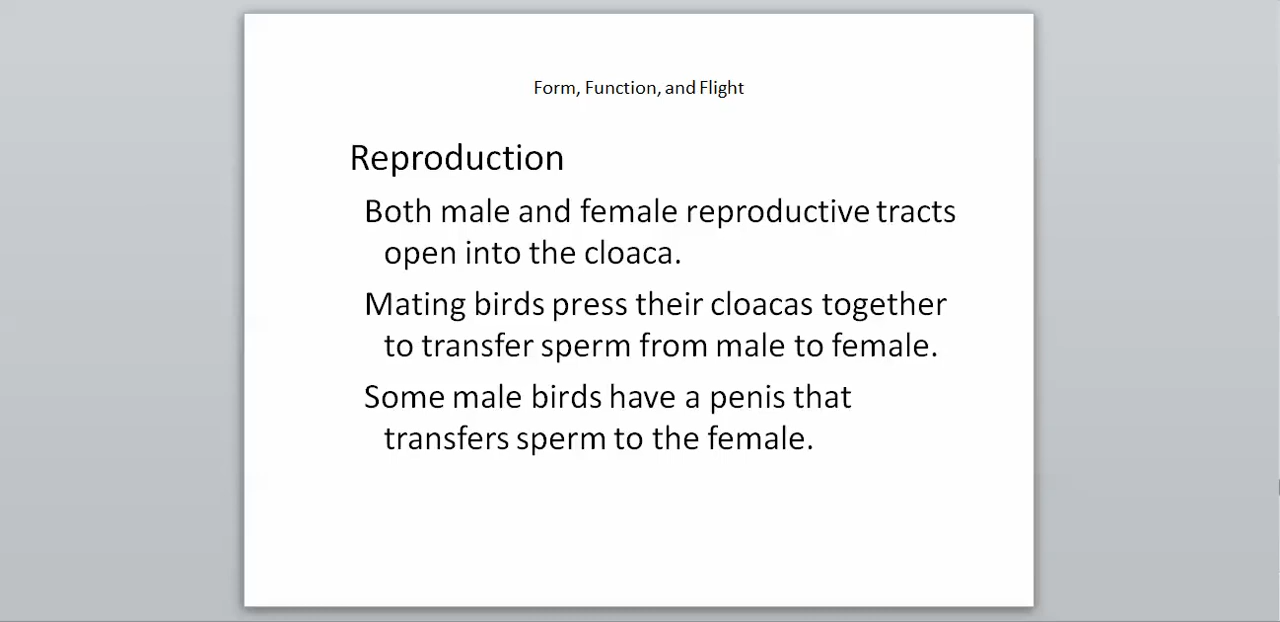 Form, Function, and Flight
Reproduction
Both male and female reproductive tracts
open into the cloaca.
Mating birds press their cloacas together
to transfer sperm from male to female.
Some male birds have a penis that
transfers sperm to the female.